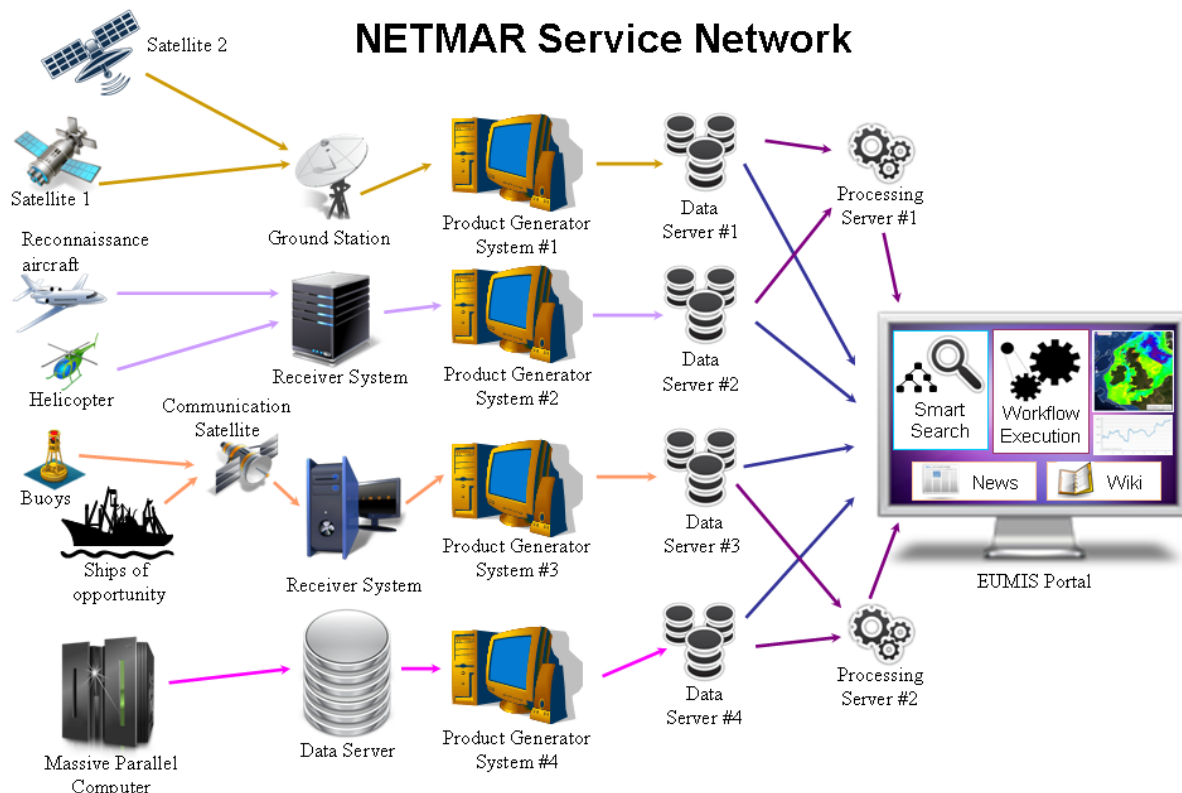 NETMAR Service Network
Satellite 2
Satellite 1
Ground Station
Product Generator
System #1
Data
Server #1
Processing
Server #1
Reconnaissance
aircraft
Helicopter
Receiver System
Product Generator
System #2
Data
Server #2
Communication
Satellite
Buoys
Ships of
opportunity
Receiver System
Product Generator
System #3
Data
Server #3
Massive Parallel
Computer
Data Server
Product Generator
System #4
Data
Server #4
Processing
Server #2
Smart
Search
Workflow
Execution
News
Wiki
EUMIS Portal